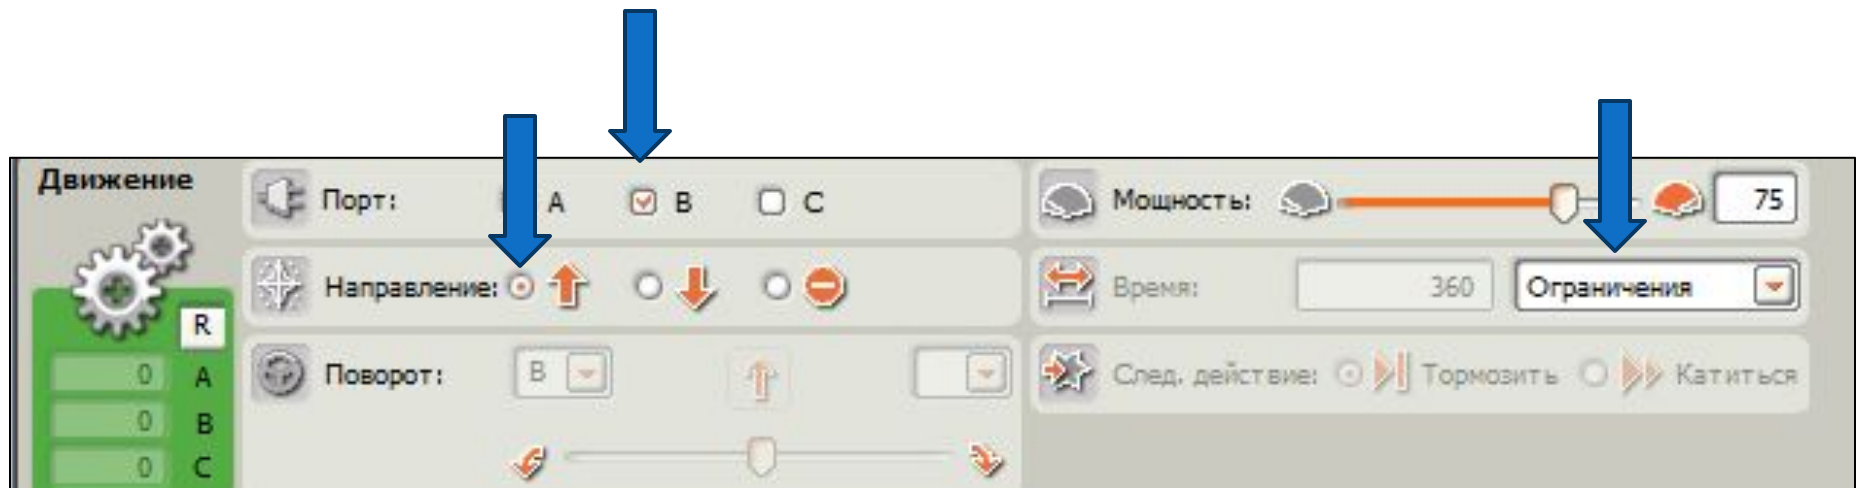 Движение
Порт: A B C
Направление:
Поворот: B
R
0 A
0 B
0 C
Мощность: 75
Время: 360 Ограничения
След. действие: Тормозить Катиться